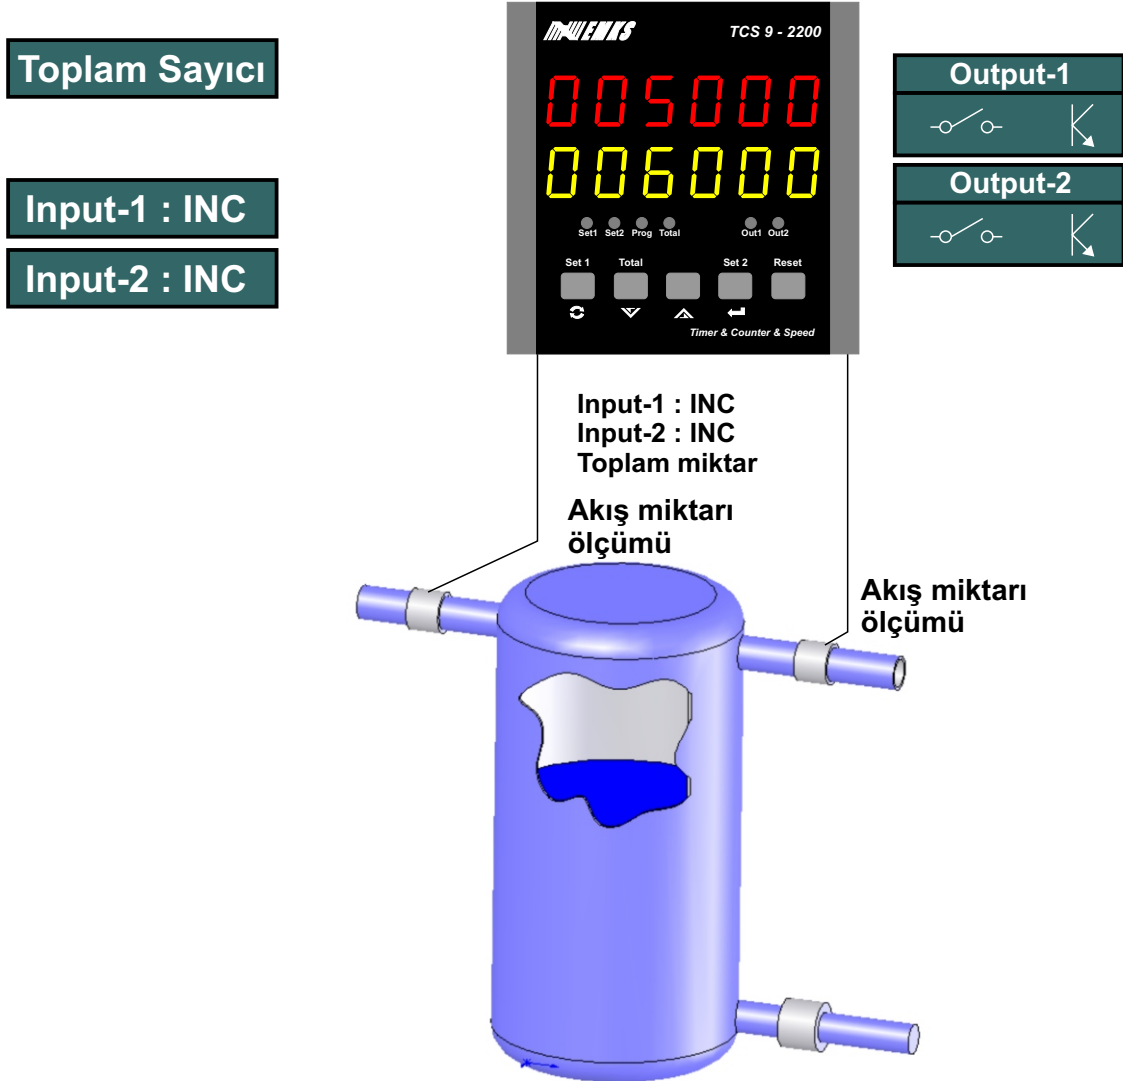 Toplam Sayıcı
Input-1 : INC
Input-2 : INC
ENKS
TCS 9 - 2200
005000
006000
Set1 Set2 Prog Total Out1 Out2
Set 1 Total Set 2 Reset
Timer & Counter & Speed
Output-1
Output-2
Input-1 : INC
Input-2 : INC
Toplam miktar
Akış miktarı
ölçümü
Akış miktarı
ölçümü